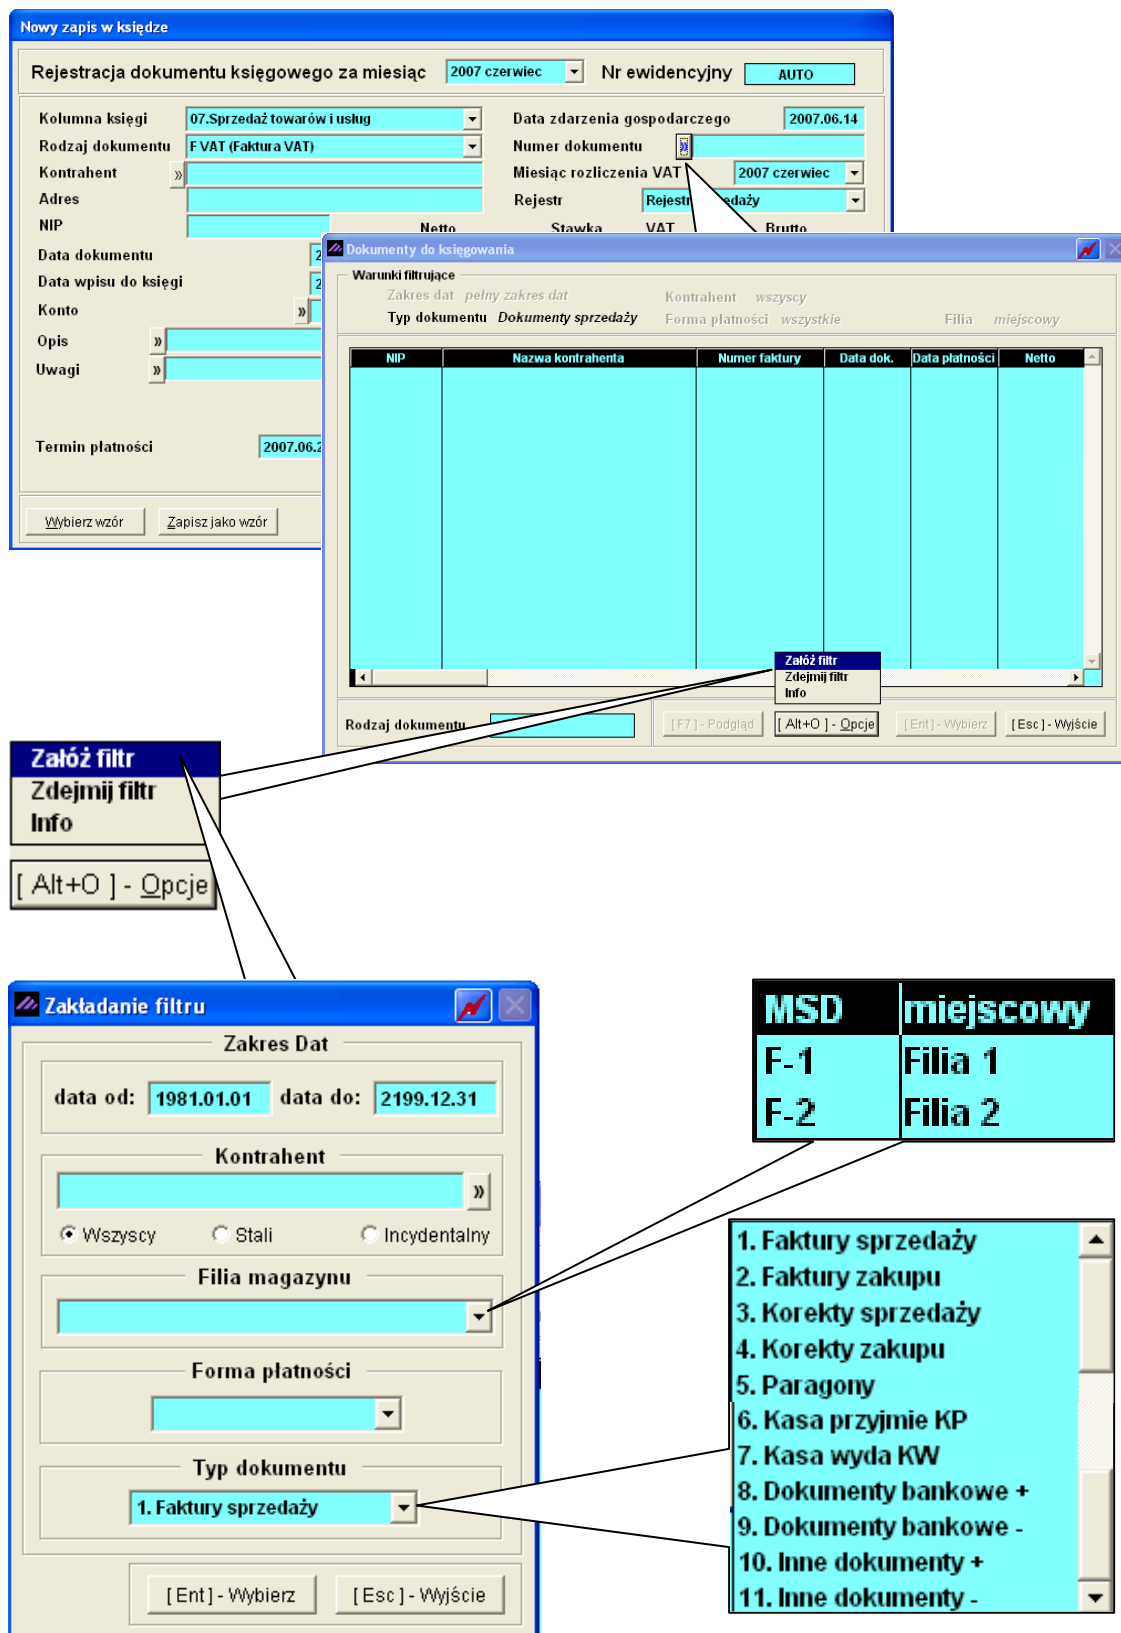 Nowy zapis w księdze
Rejestracja dokumentu księgowego za miesiąc 2007 czerwiec Nr ewidencyjny AUTO
Kolumna księgi 07.Sprzedaż towarów i usług Data zdarzenia gospodarczego 2007.06.14
Rodzaj dokumentu F VAT (Faktura VAT) Numer dokumentu »
Kontrahent » Miesiąc rozliczenia VAT 2007 czerwiec
Adres Rejestr
NIP Netto Stawka VAT Brutto
Data dokumentu
Data wpisu do księgi
Konto »
Opis »
Uwagi »
Termin płatności
Wybierz wzór Zapisz jako wzór
Dokumenty do księgowania
Warunki filtrujące
Zakres dat pełny zakres dat Kontrahent wszyscy
Typ dokumentu Dokumenty sprzedaży Forma płatności wszystkie Filia miejscowy
NIP Nazwa kontrahenta Numer faktury Data dok. Data płatności Netto
Załóż filtr
Zdejmij filtr
Info
Rodzaj dokumentu [ F7 ] - Podgląd [ Alt+O ] - Opcje [ Ent ] - Wybierz [ Esc ] - Wyjście
Załóż filtr
Zdejmij filtr
Info
[ Alt+O ] - Opcje
Zakładanie filtru
Zakres Dat
data od: 1981.01.01 data do: 2199.12.31
Kontrahent
»
Wszyscy Stali Incydentalny
Filia magazynu
Forma płatności
Typ dokumentu
1. Faktury sprzedaży
[ Ent ] - Wybierz [ Esc ] - Wyjście
MSD miejscowy
F-1 Filia 1
F-2 Filia 2
1. Faktury sprzedaży
2. Faktury zakupu
3. Korekty sprzedaży
4. Korekty zakupu
5. Paragony
6. Kasa przyjmie KP
7. Kasa wyda KW
8. Dokumenty bankowe +
9. Dokumenty bankowe -
10. Inne dokumenty +
11. Inne dokumenty -